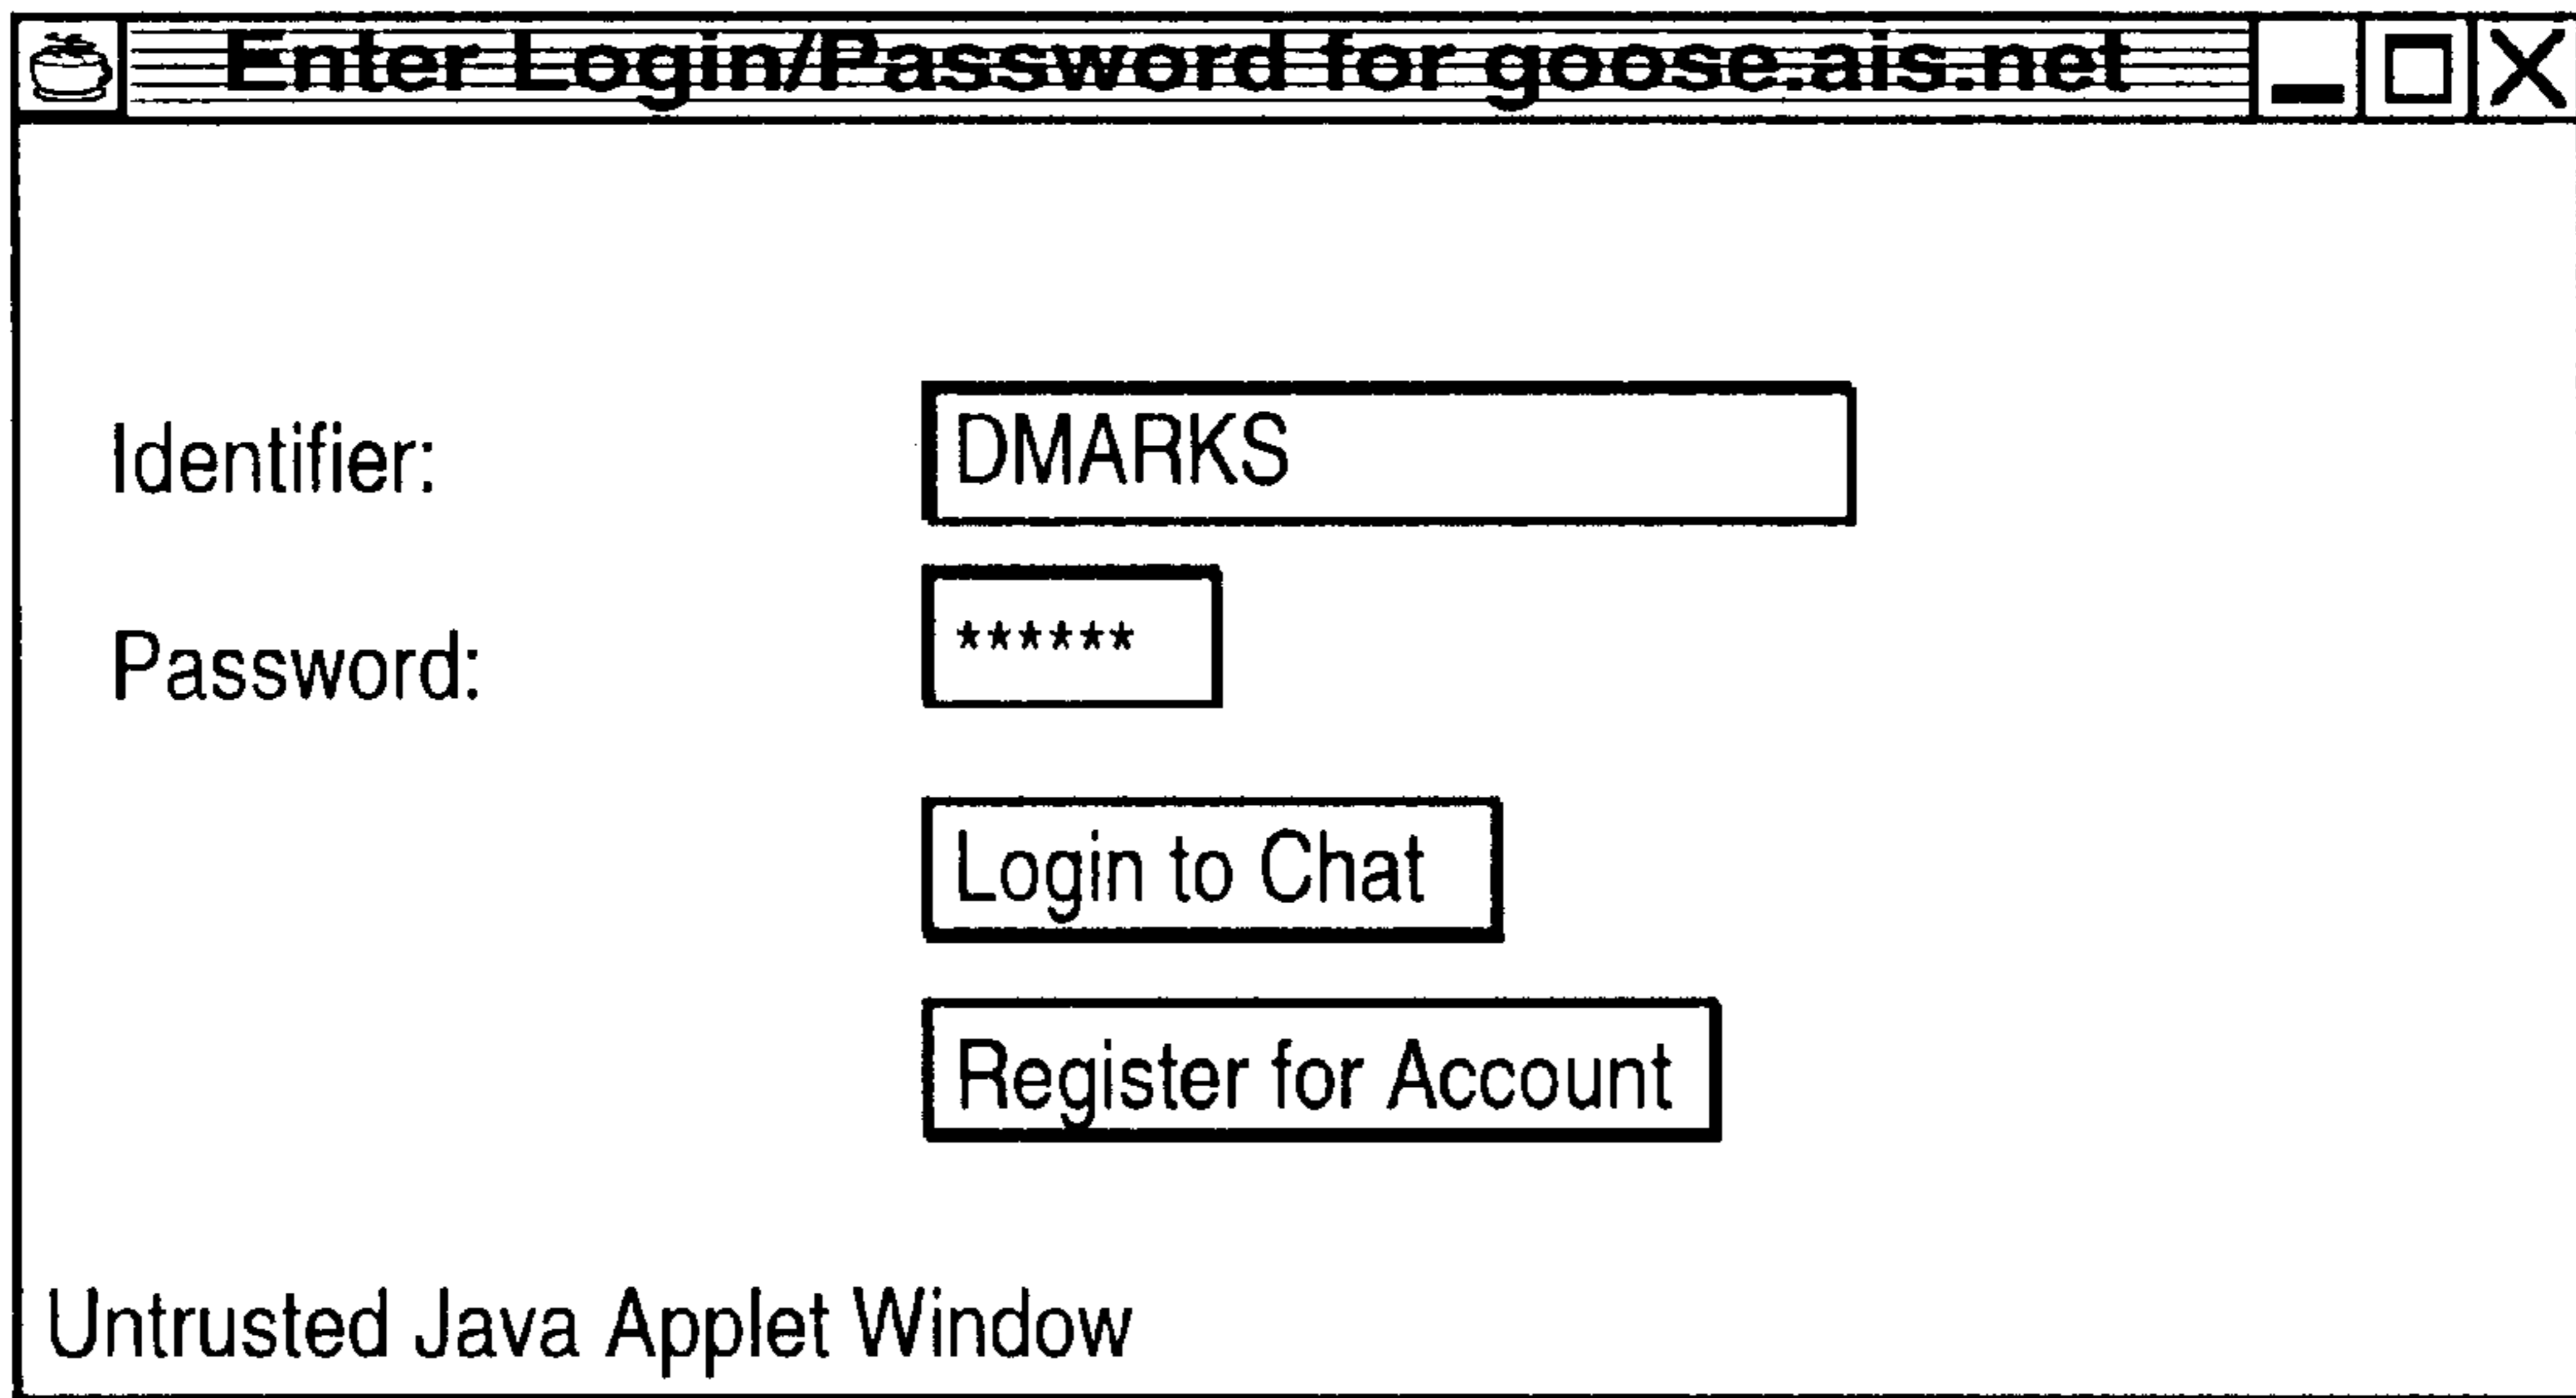 Enter Login/Password for goose.ais.net
Identifier: DMARKS
Password: ******
Login to Chat
Register for Account
Untrusted Java Applet Window